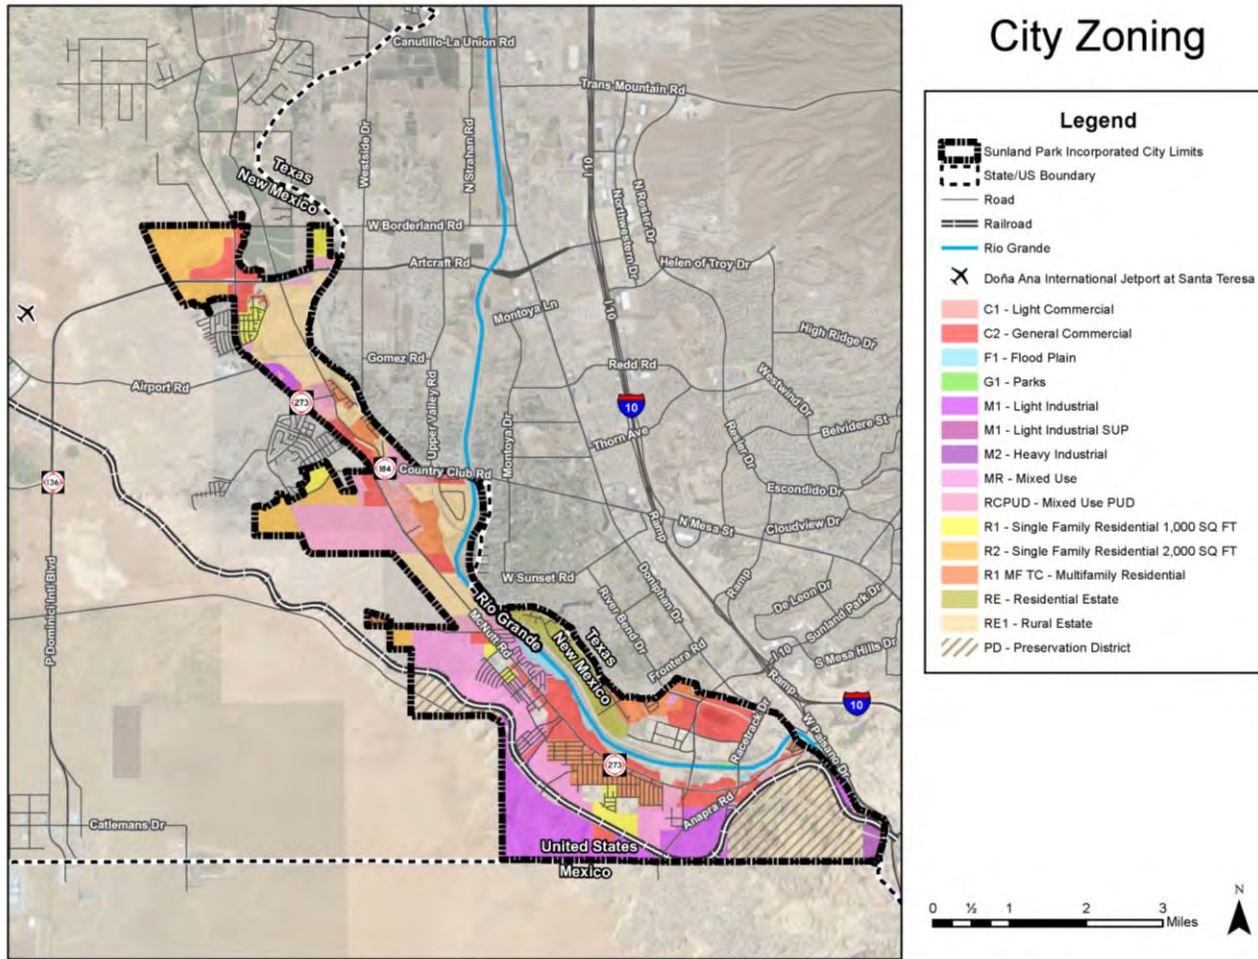 City Zoning
Legend
Sunland Park Incorporated City Limits
State/US Boundary
Road
Railroad
Rio Grande
Doña Ana International Jetport at Santa Teresa
C1 - Light Commercial
C2 - General Commercial
F1 - Flood Plain
G1 - Parks
M1 - Light Industrial
M1 - Light Industrial SUP
M2 - Heavy Industrial
MR - Mixed Use
RCPUD - Mixed Use PUD
R1 - Single Family Residential 1,000 SQ FT
R2 - Single Family Residential 2,000 SQ FT
R1 MF TC - Multifamily Residential
RE - Residential Estate
RE1 - Rural Estate
PD - Preservation District
Canutillo-La Union Rd
Trans Mountain Rd
Westside Dr
N Strahan Rd
I 10
Texas
New Mexico
N Resler Dr
Northwestern Dr
W Borderland Rd
Artcraft Rd
Helen of Troy Dr
Montoya Ln
I 10
High Ridge Dr
Gomez Rd
Redd Rd
Airport Rd
Upper Valley Rd
Westwind Dr
273
10
Montoya Dr
Thorn Ave
Resler Dr
Belvidere St
184
Country Club Rd
136
Escondido Dr
N Mesa St
Cloudview Dr
Ramp
P Dominici Intl Blvd
W Sunset Rd
Doniphan Dr
Ramp
De Leon Dr
River Bend Dr
Sunland Park Dr
Rio Grande
McNutt Rd
Texas
New Mexico
Frontera Rd
I 10
S Mesa Hills Dr
Ramp
10
Racetrack Dr
W Paisano Dr
273
Anapra Rd
Catlemans Dr
United States
Mexico
0 ½ 1 2 3
Miles
N